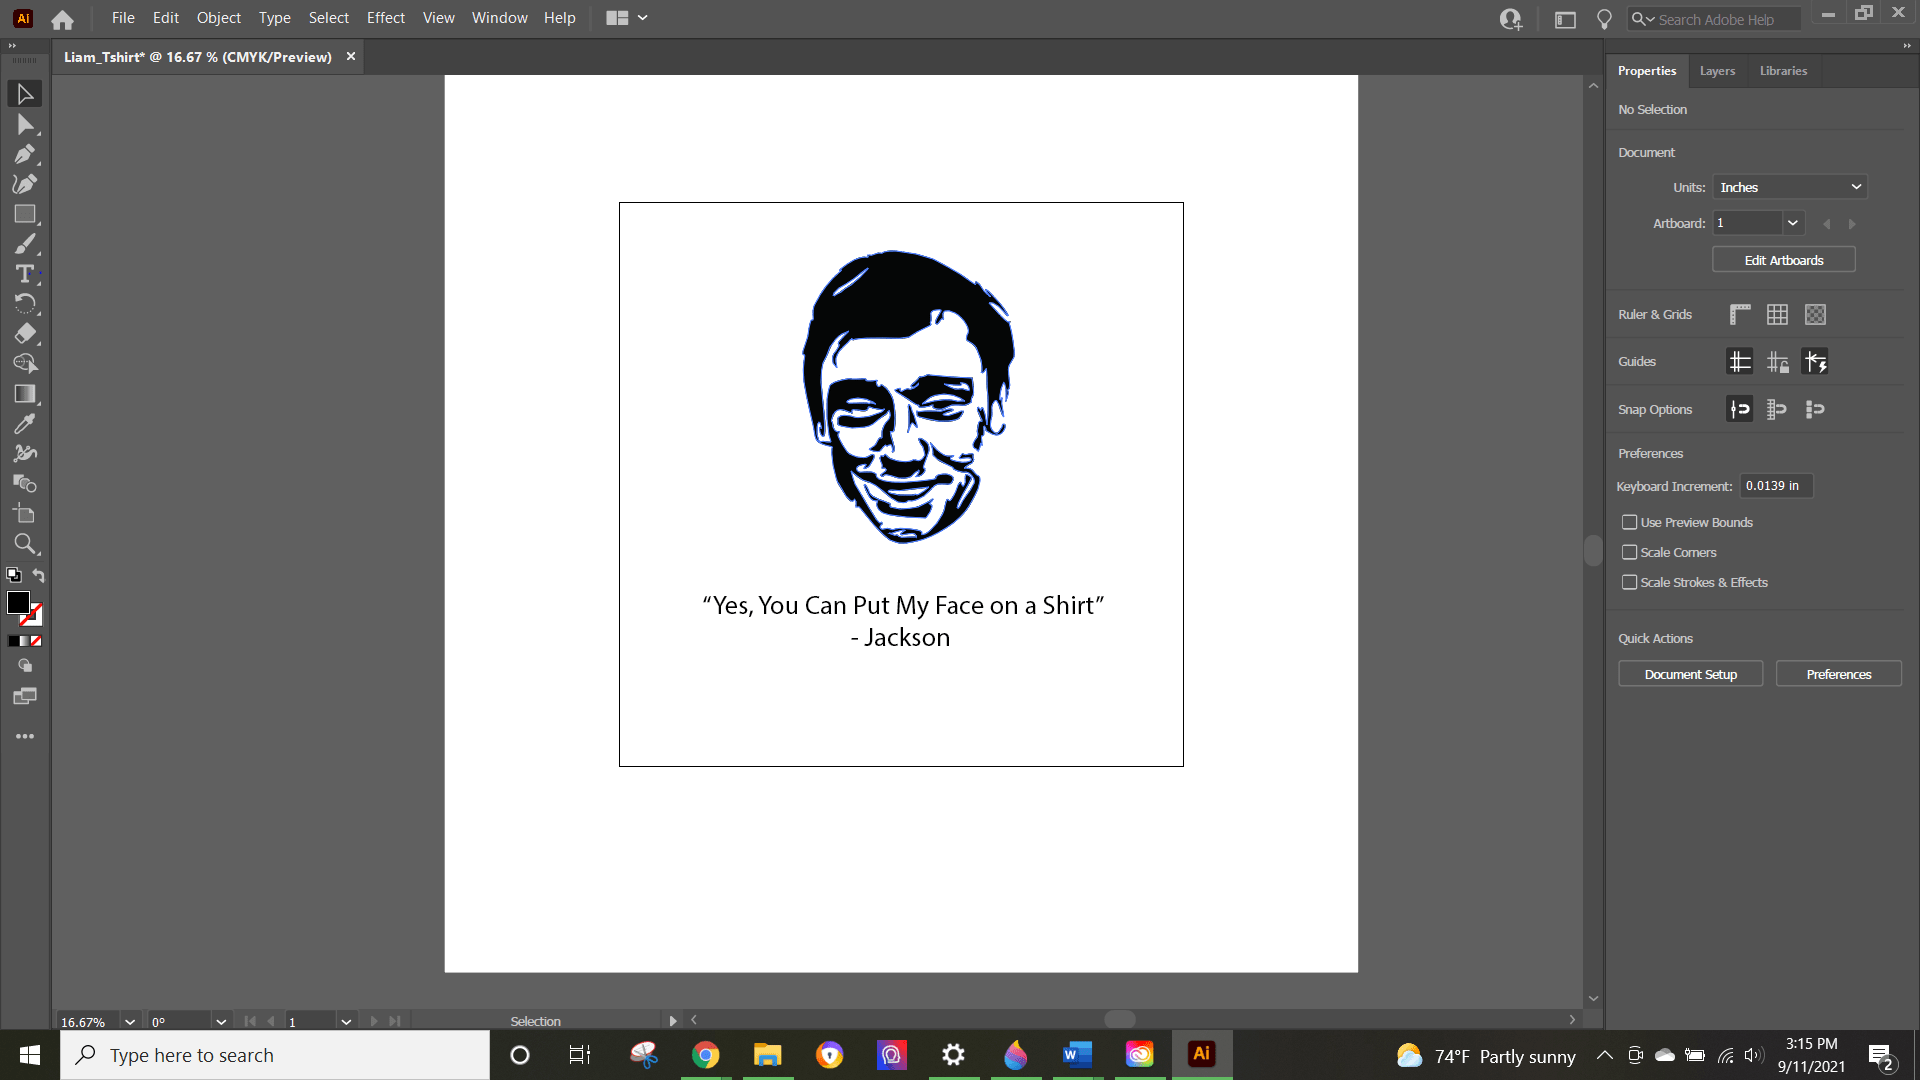 Ai
File Edit Object Type Select Effect View Window Help
Search Adobe Help
Liam_Tshirt* @ 16.67 % (CMYK/Preview)
Properties Layers Libraries
No Selection
Document
Units: Inches
Artboard: 1
Edit Artboards
Ruler & Grids
Guides
Snap Options
Preferences
Keyboard Increment: 0.0139 in
Use Preview Bounds
Scale Corners
Scale Strokes & Effects
Quick Actions
Document Setup Preferences
“Yes, You Can Put My Face on a Shirt”
- Jackson
16.67% 0° 1 Selection
Type here to search
W
Ai
74°F Partly sunny
3:15 PM
9/11/2021
2